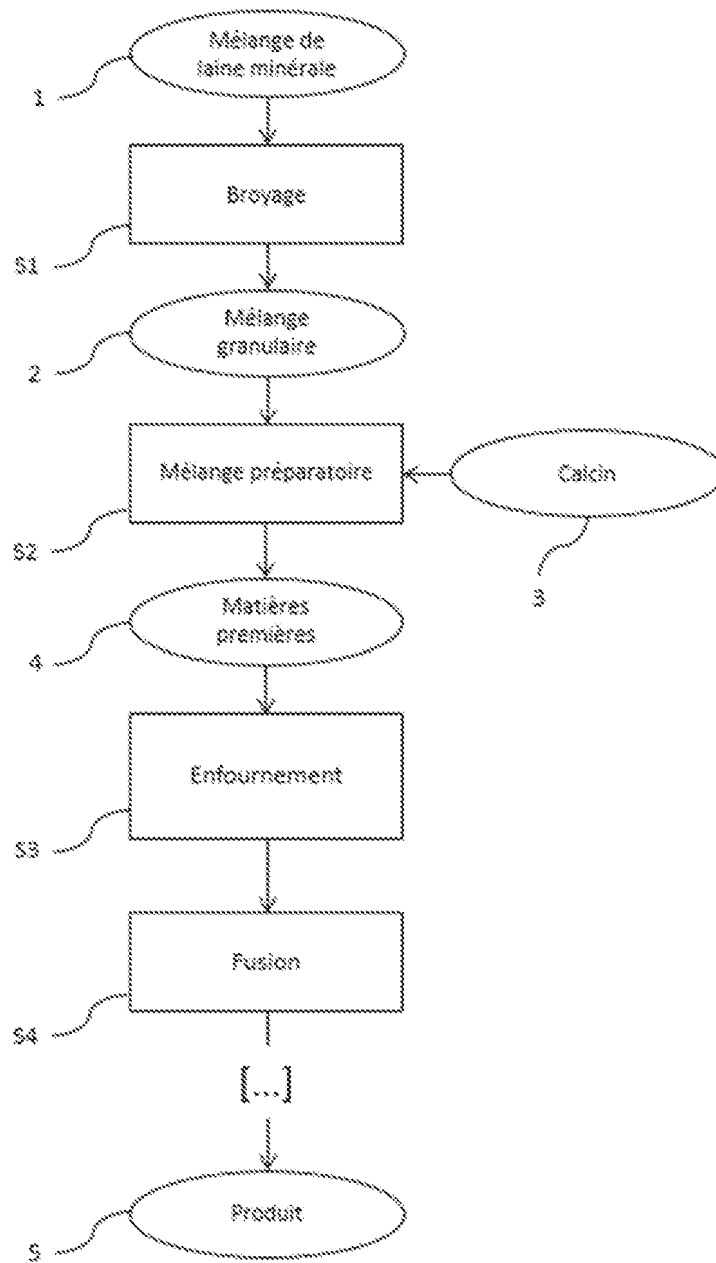 Mélange de
laine minérale
1
Broyage
S1
Mélange
granulaire
2
Mélange préparatoire
Calcin
S2
3
Matières
premières
4
Enfournement
S3
Fusion
S4
[...]
Produit
5